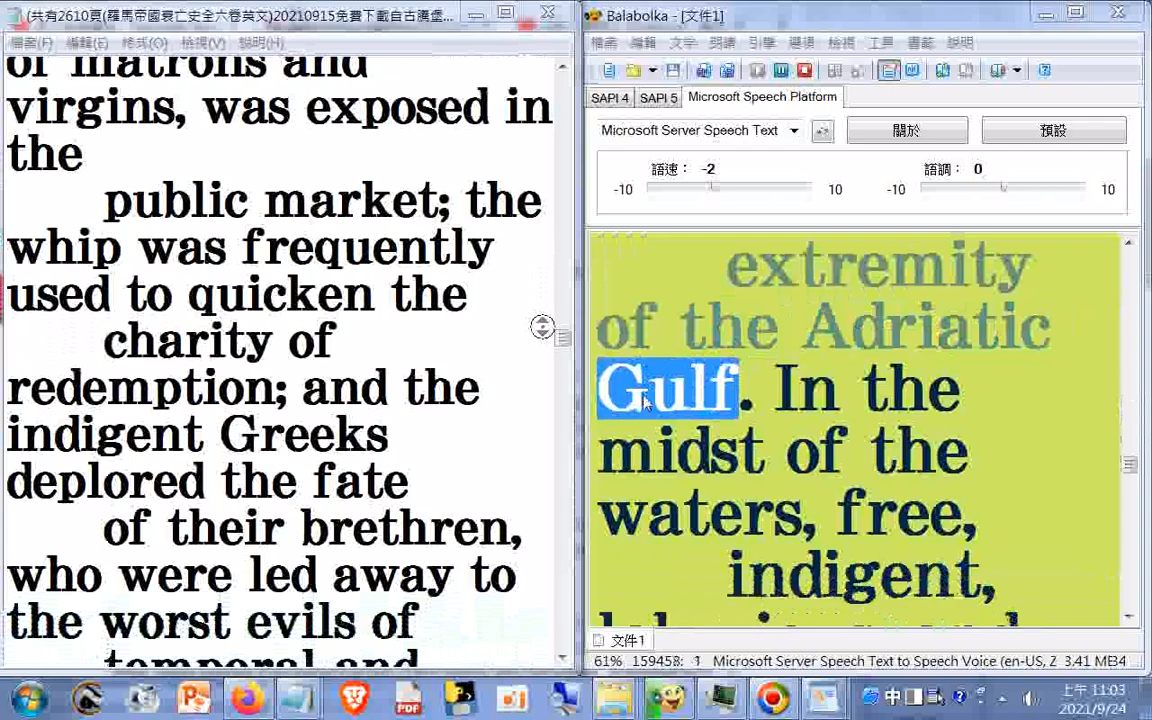 (共有2610頁(羅馬帝國衰亡史全六卷英文)20210915免費下載自古騰堡...
檔案(F) 編輯(E) 格式(O) 檢視(V) 說明(H)
of matrons and
virgins, was exposed in
the
public market; the
whip was frequently
used to quicken the
charity of
redemption; and the
indigent Greeks
deplored the fate
of their brethren,
who were led away to
the worst evils of
temporal and
Balabolka - [文件1]
檔案 編輯 文字 朗讀 引擎 選項 檢視 工具 書籤 說明
SAPI 4 SAPI 5 Microsoft Speech Platform
Microsoft Server Speech Text 關於 預設
語速: -2 語調: 0
-10 10 -10 10
extremity
of the Adriatic
Gulf. In the
midst of the
waters, free,
indigent,
文件1
61% 159458: 1 Microsoft Server Speech Text to Speech Voice (en-US, Z 3.41 MB34
中 上午 11:03
2021/9/24